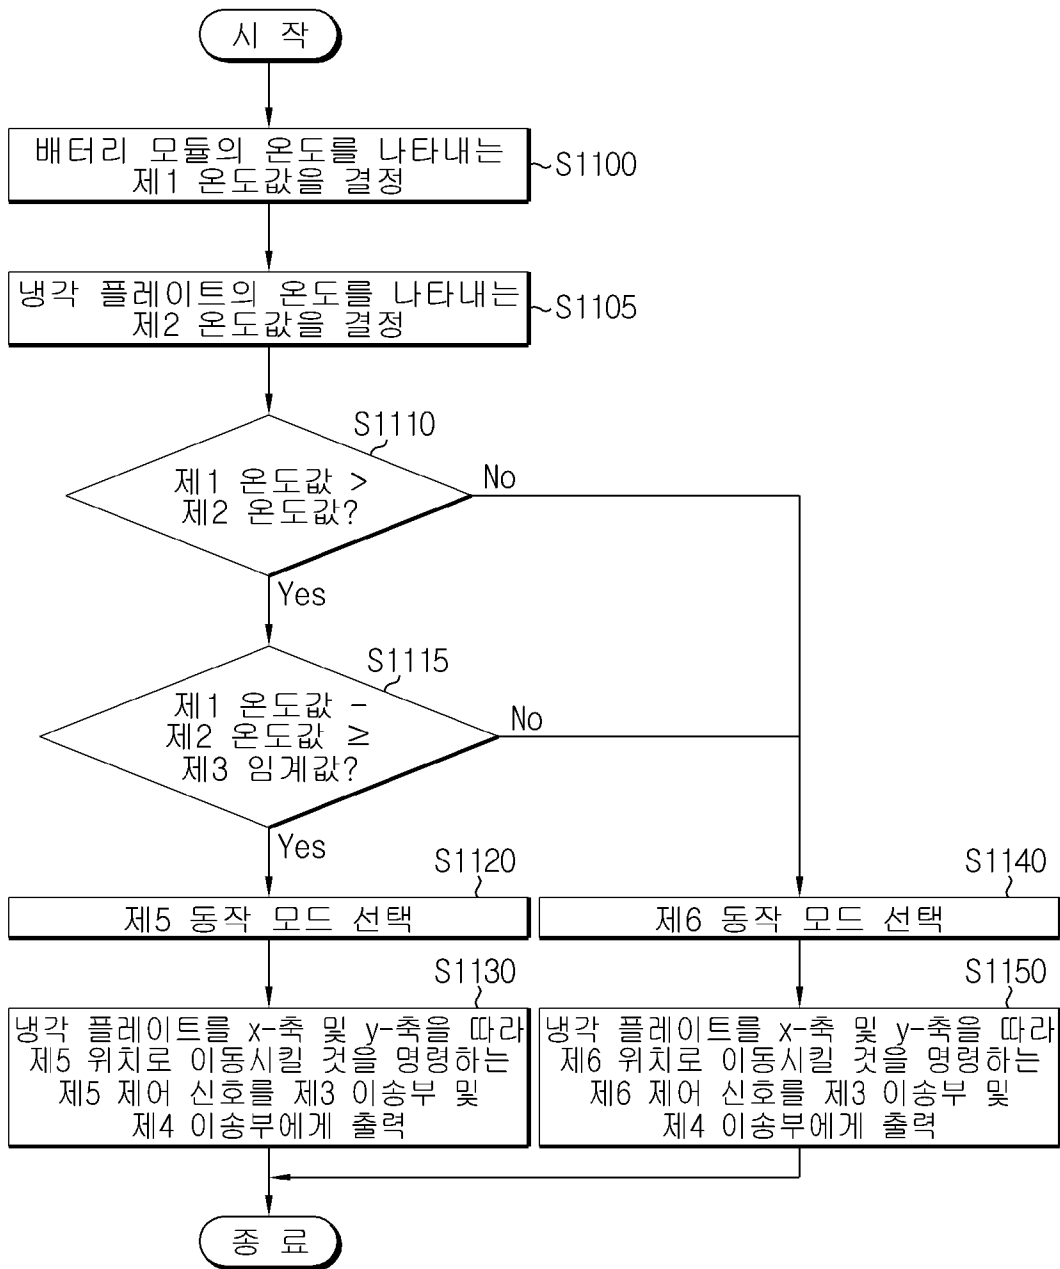 시 작
배터리 모듈의 온도를 나타내는
제1 온도값을 결정
~S1100
냉각 플레이트의 온도를 나타내는
제2 온도값을 결정
~S1105
S1110
제1 온도값 >
제2 온도값?
No
Yes
S1115
제1 온도값 -
제2 온도값 ≥
제3 임계값?
No
Yes
S1120
제5 동작 모드 선택
S1140
제6 동작 모드 선택
S1130
냉각 플레이트를 x-축 및 y-축을 따라
제5 위치로 이동시킬 것을 명령하는
제5 제어 신호를 제3 이송부 및
제4 이송부에게 출력
S1150
냉각 플레이트를 x-축 및 y-축을 따라
제6 위치로 이동시킬 것을 명령하는
제6 제어 신호를 제3 이송부 및
제4 이송부에게 출력
종 료